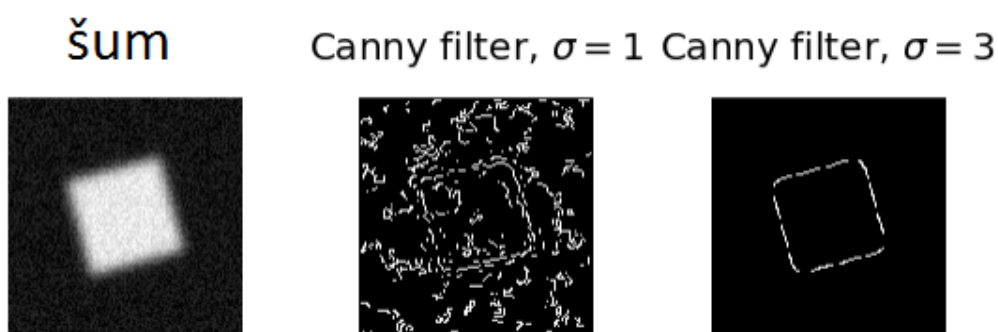 šum
Canny filter, σ = 1
Canny filter, σ = 3